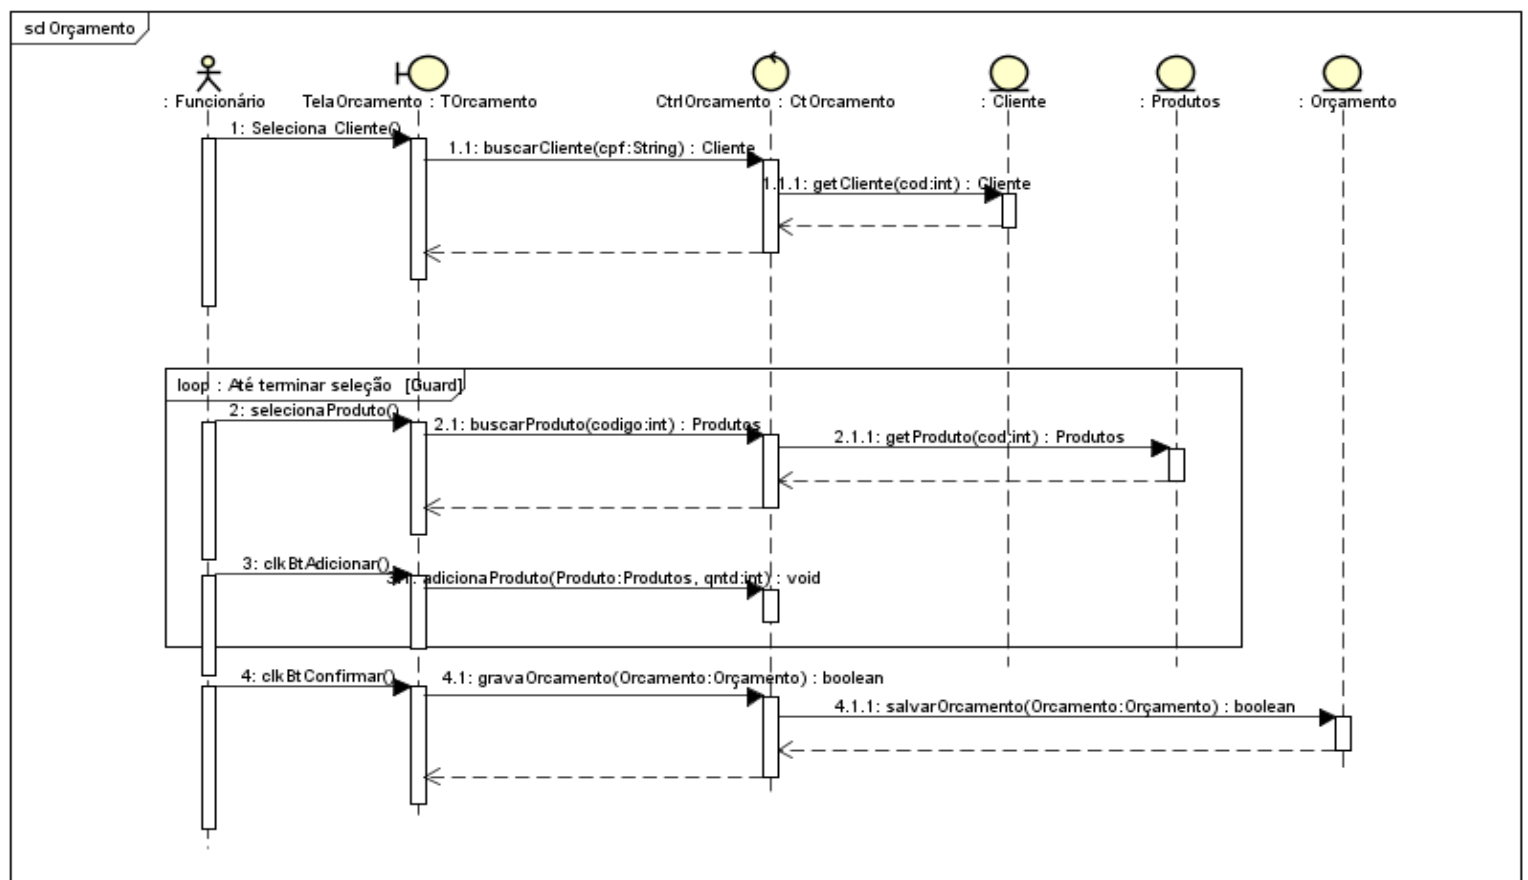 sd Orçamento
: Funcionário
TelaOrcamento : TOrcamento
CtrlOrcamento : CtOrcamento
: Cliente
: Produtos
: Orçamento
1: Seleciona Cliente()
1.1: buscarCliente(cpf:String) : Cliente
1.1.1: getCliente(cod:int) : Cliente
loop : Até terminar seleção [Guard]
2: selecionaProduto()
2.1: buscarProduto(codigo:int) : Produtos
2.1.1: getProduto(cod:int) : Produtos
3: clkBtAdicionar()
3.1: adicionaProduto(Produto:Produtos, qntd:int) : void
4: clkBtConfirmar()
4.1: gravaOrcamento(Orcamento:Orçamento) : boolean
4.1.1: salvarOrcamento(Orcamento:Orçamento) : boolean